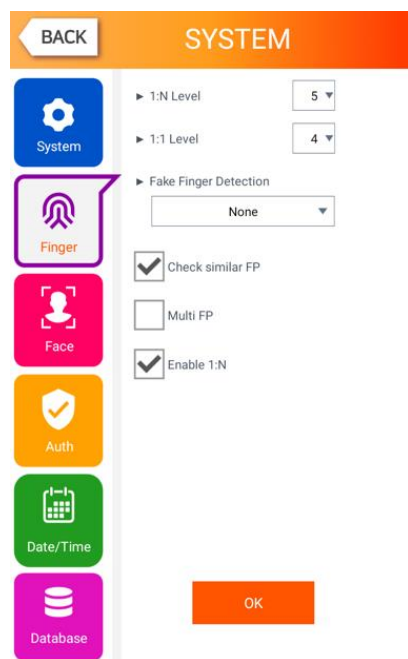 BACK
SYSTEM
System
Finger
Face
Auth
Date/Time
Database
► 1:N Level
5 ▼
► 1:1 Level
4 ▼
► Fake Finger Detection
None ▼
Check similar FP
Multi FP
Enable 1:N
OK